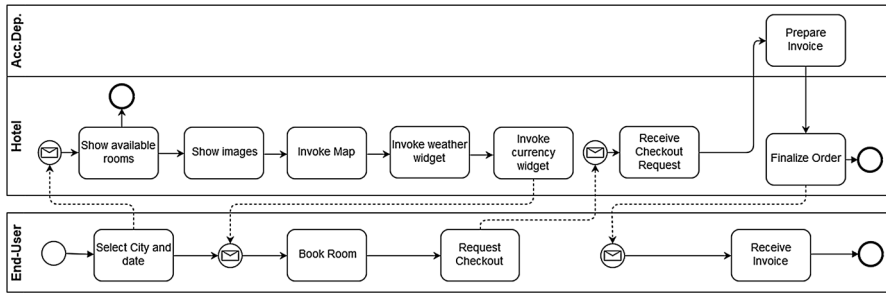 Acc.Dep.
Prepare
Invoice
Hotel
Show available
rooms
Show images
Invoke Map
Invoke weather
widget
Invoke
currency
widget
Receive
Checkout
Request
Finalize Order
End-User
Select City and
date
Book Room
Request
Checkout
Receive
Invoice